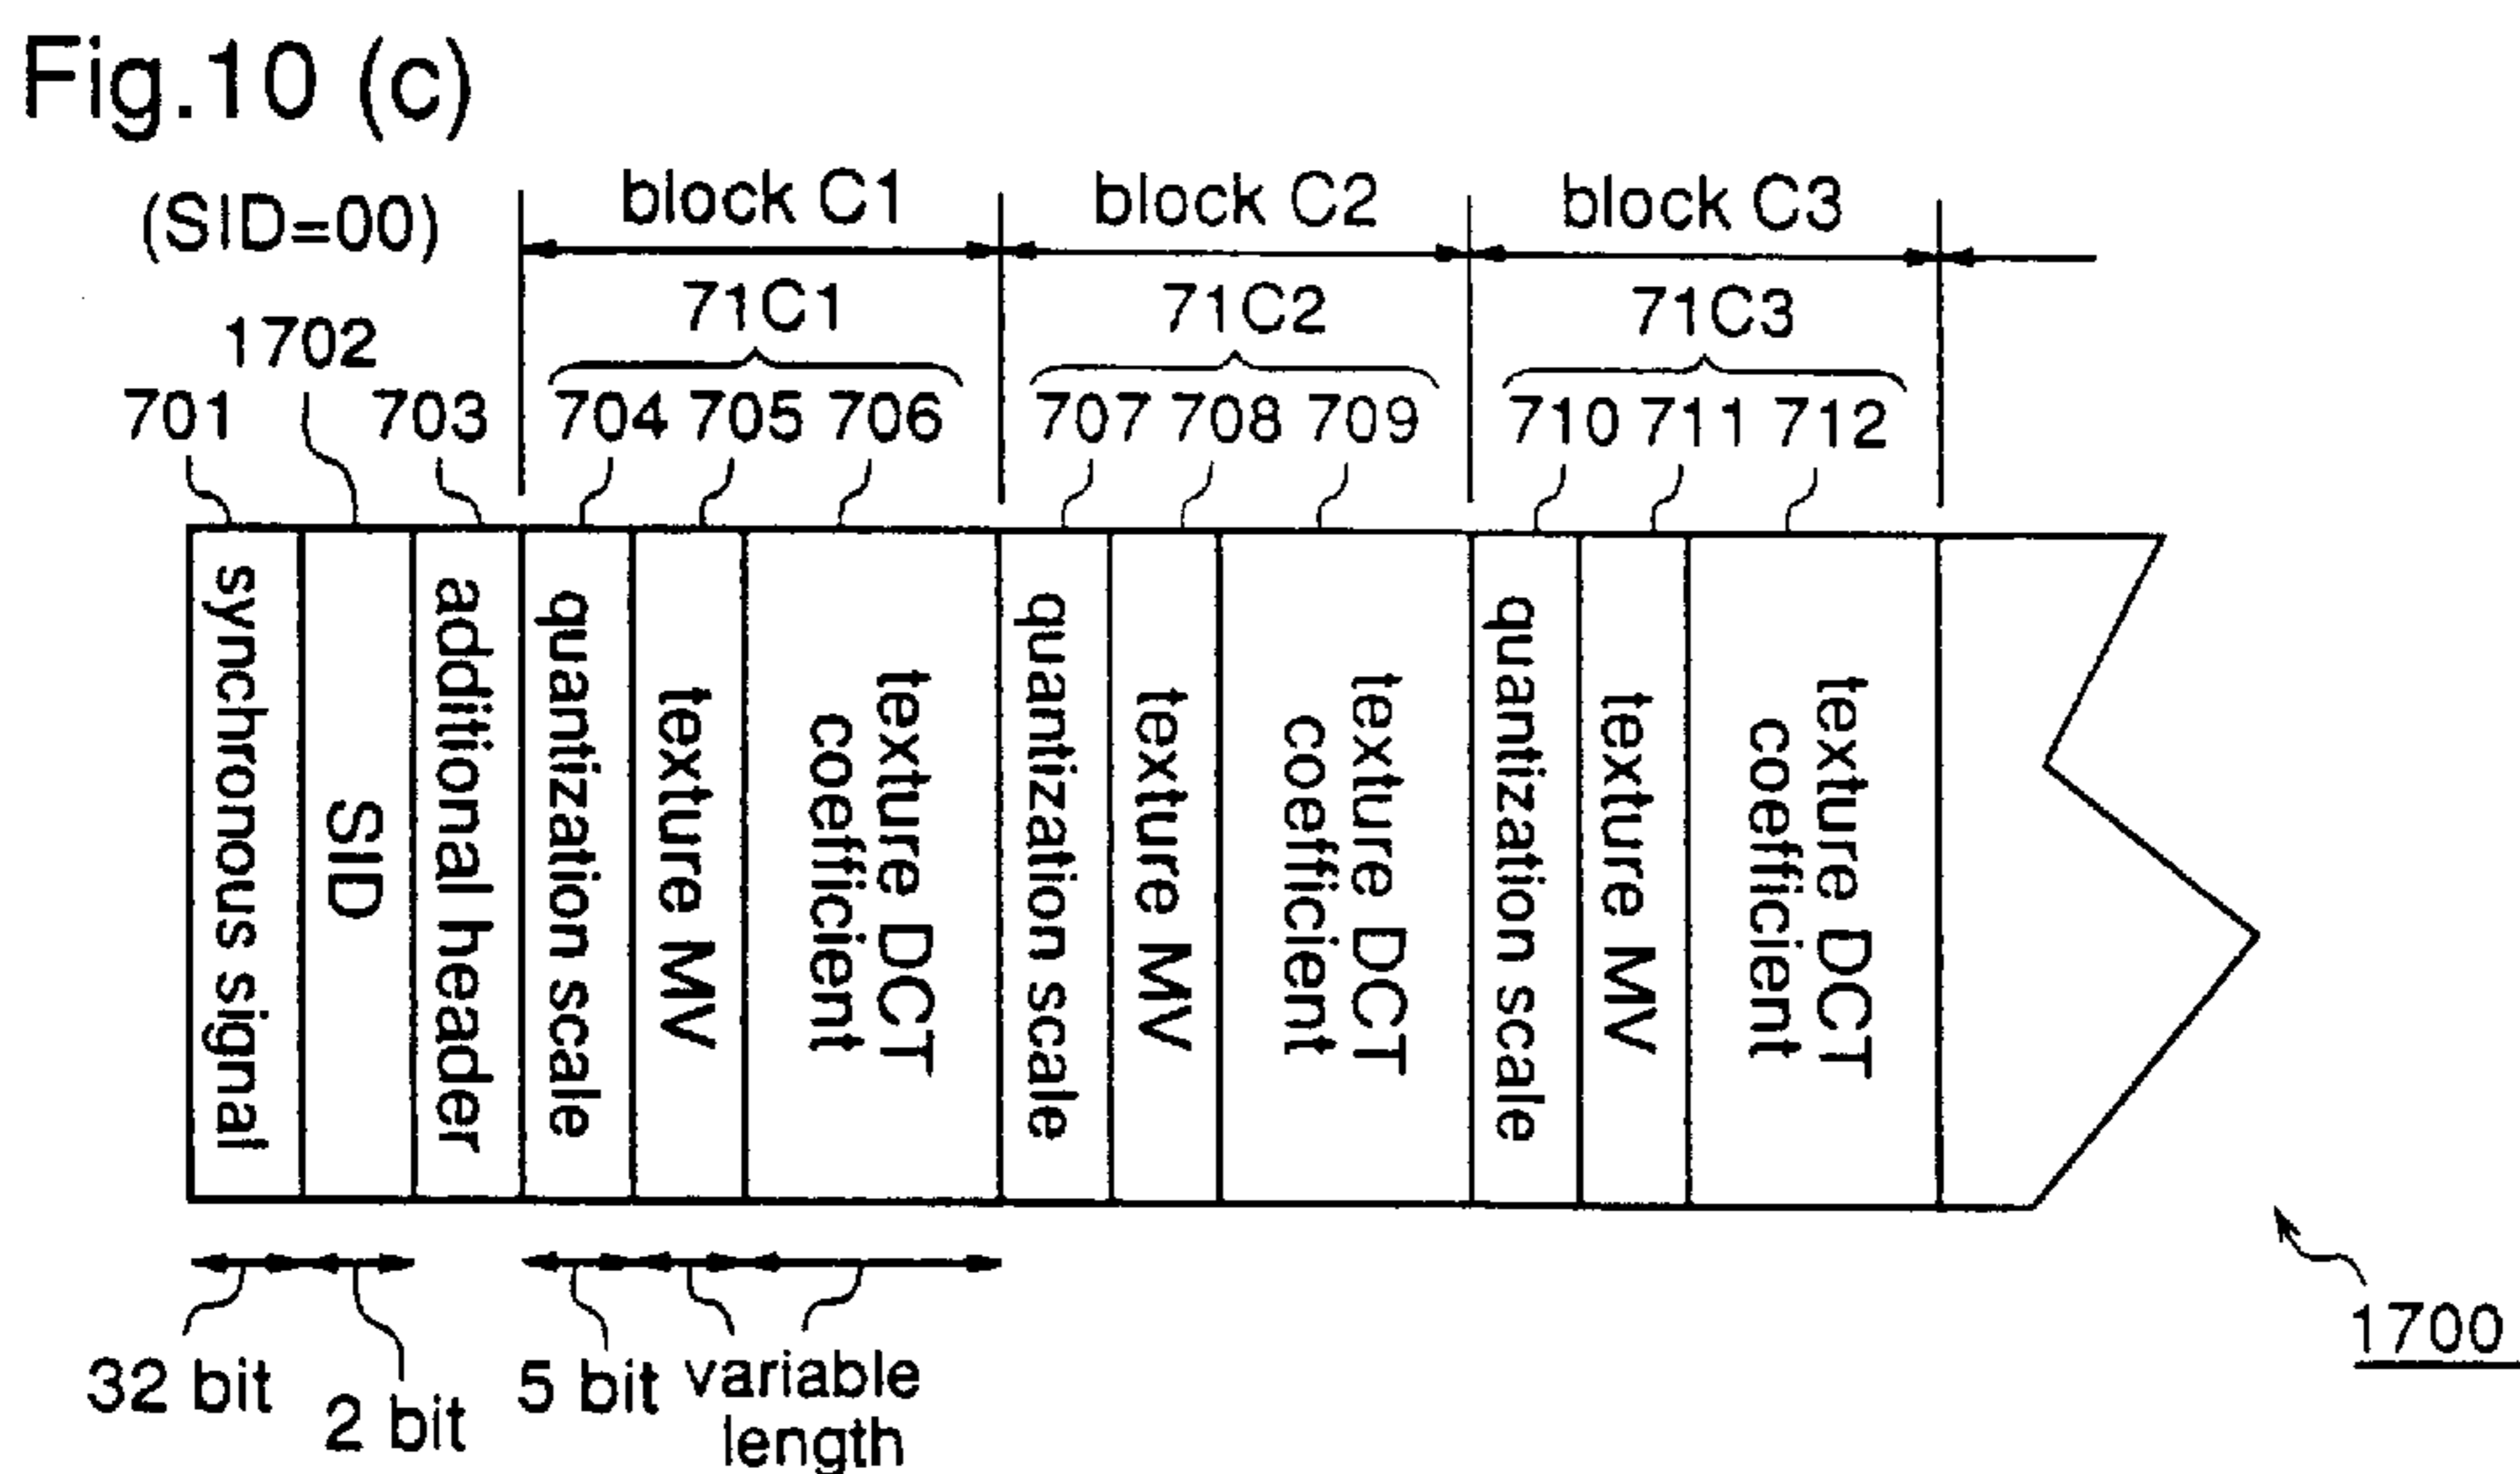 Fig.10 (c)
(SID=00)
block C1
block C2
block C3
71C1
71C2
71C3
1702
701
703
704 705 706
707 708 709
710 711 712
synchronous signal
SID
additional header
quantization scale
texture MV
texture DCT
coefficient
quantization scale
texture MV
texture DCT
coefficient
quantization scale
texture MV
texture DCT
coefficient
32 bit
2 bit
5 bit
variable
length
1700